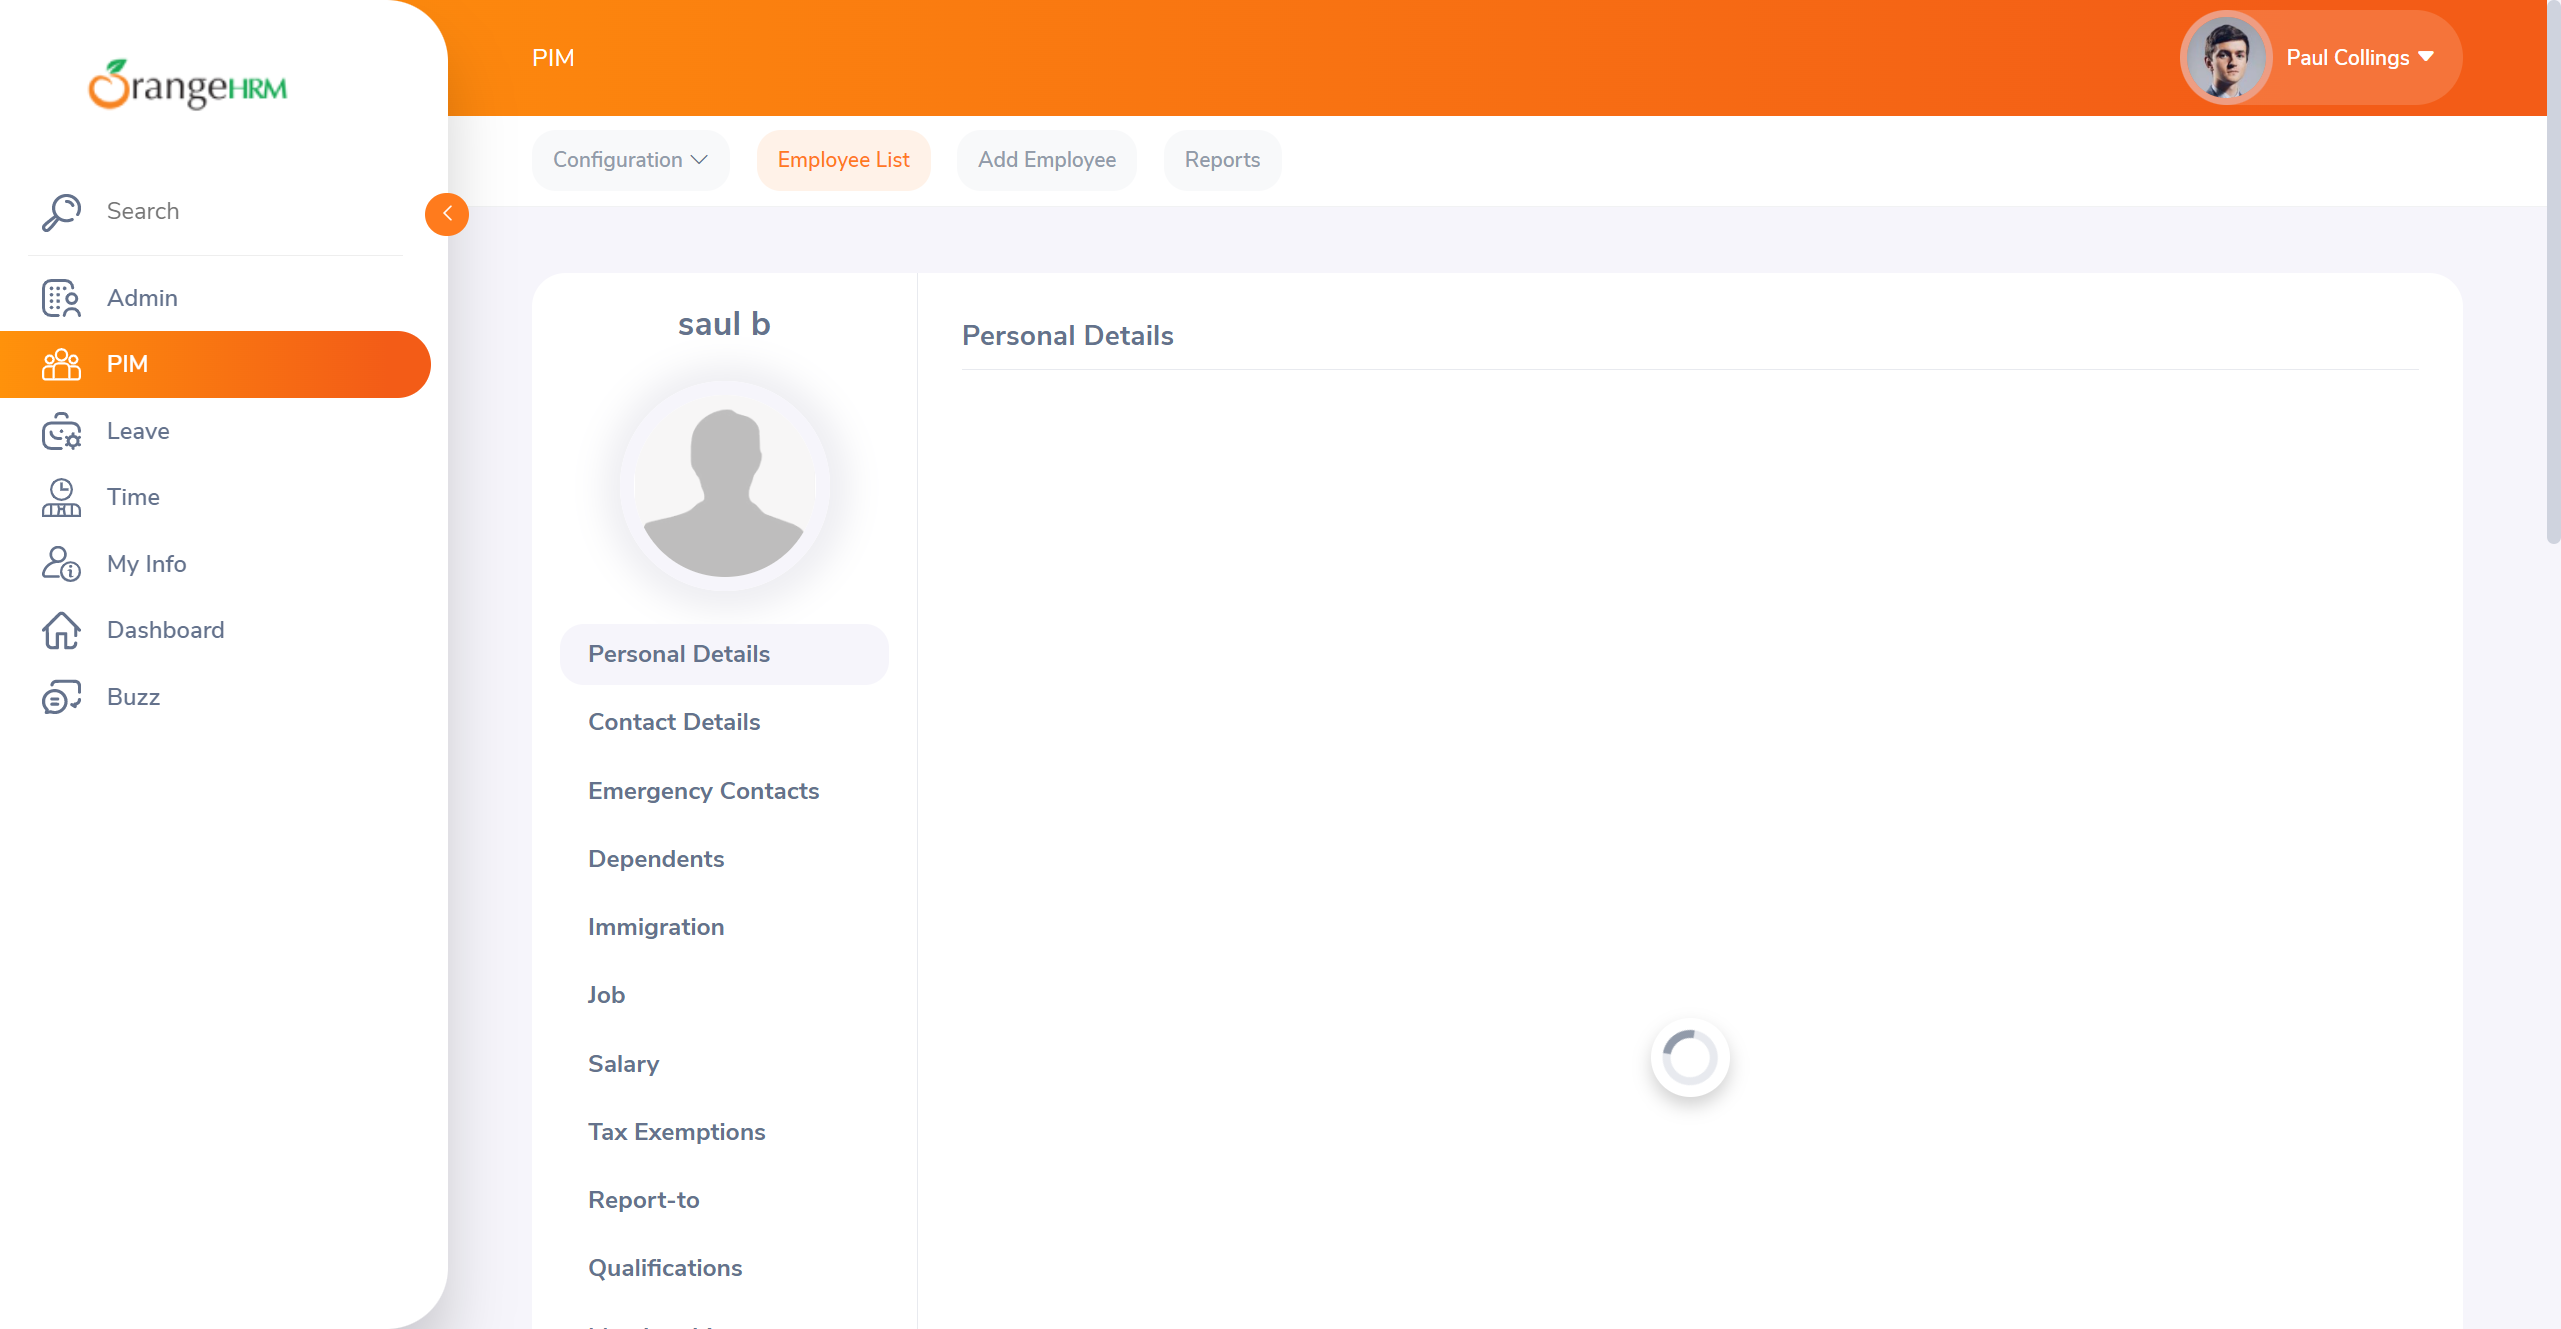 OrangeHRM
Search
Admin
PIM
Leave
Time
My Info
Dashboard
Buzz
PIM
Paul Collings
Configuration
Employee List
Add Employee
Reports
saul b
Personal Details
Contact Details
Emergency Contacts
Dependents
Immigration
Job
Salary
Tax Exemptions
Report-to
Qualifications
Personal Details